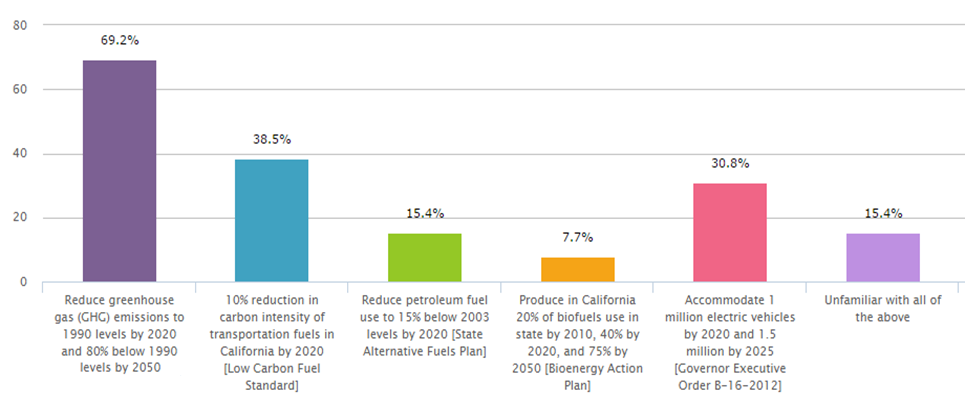 80
69.2%
60
38.5%
40
30.8%
20
15.4%
7.7%
15.4%
0
Reduce greenhouse
gas (GHG) emissions to
1990 levels by 2020
and 80% below 1990
levels by 2050
10% reduction in
carbon intensity of
transportation fuels in
California by 2020
[Low Carbon Fuel
Standard]
Reduce petroleum fuel
use to 15% below 2003
levels by 2020 [State
Alternative Fuels Plan]
Produce in California
20% of biofuels use in
state by 2010, 40% by
2020, and 75% by
2050 [Bioenergy Action
Plan]
Accommodate 1
million electric vehicles
by 2020 and 1.5
million by 2025
[Governor Executive
Order B-16-2012]
Unfamiliar with all of
the above